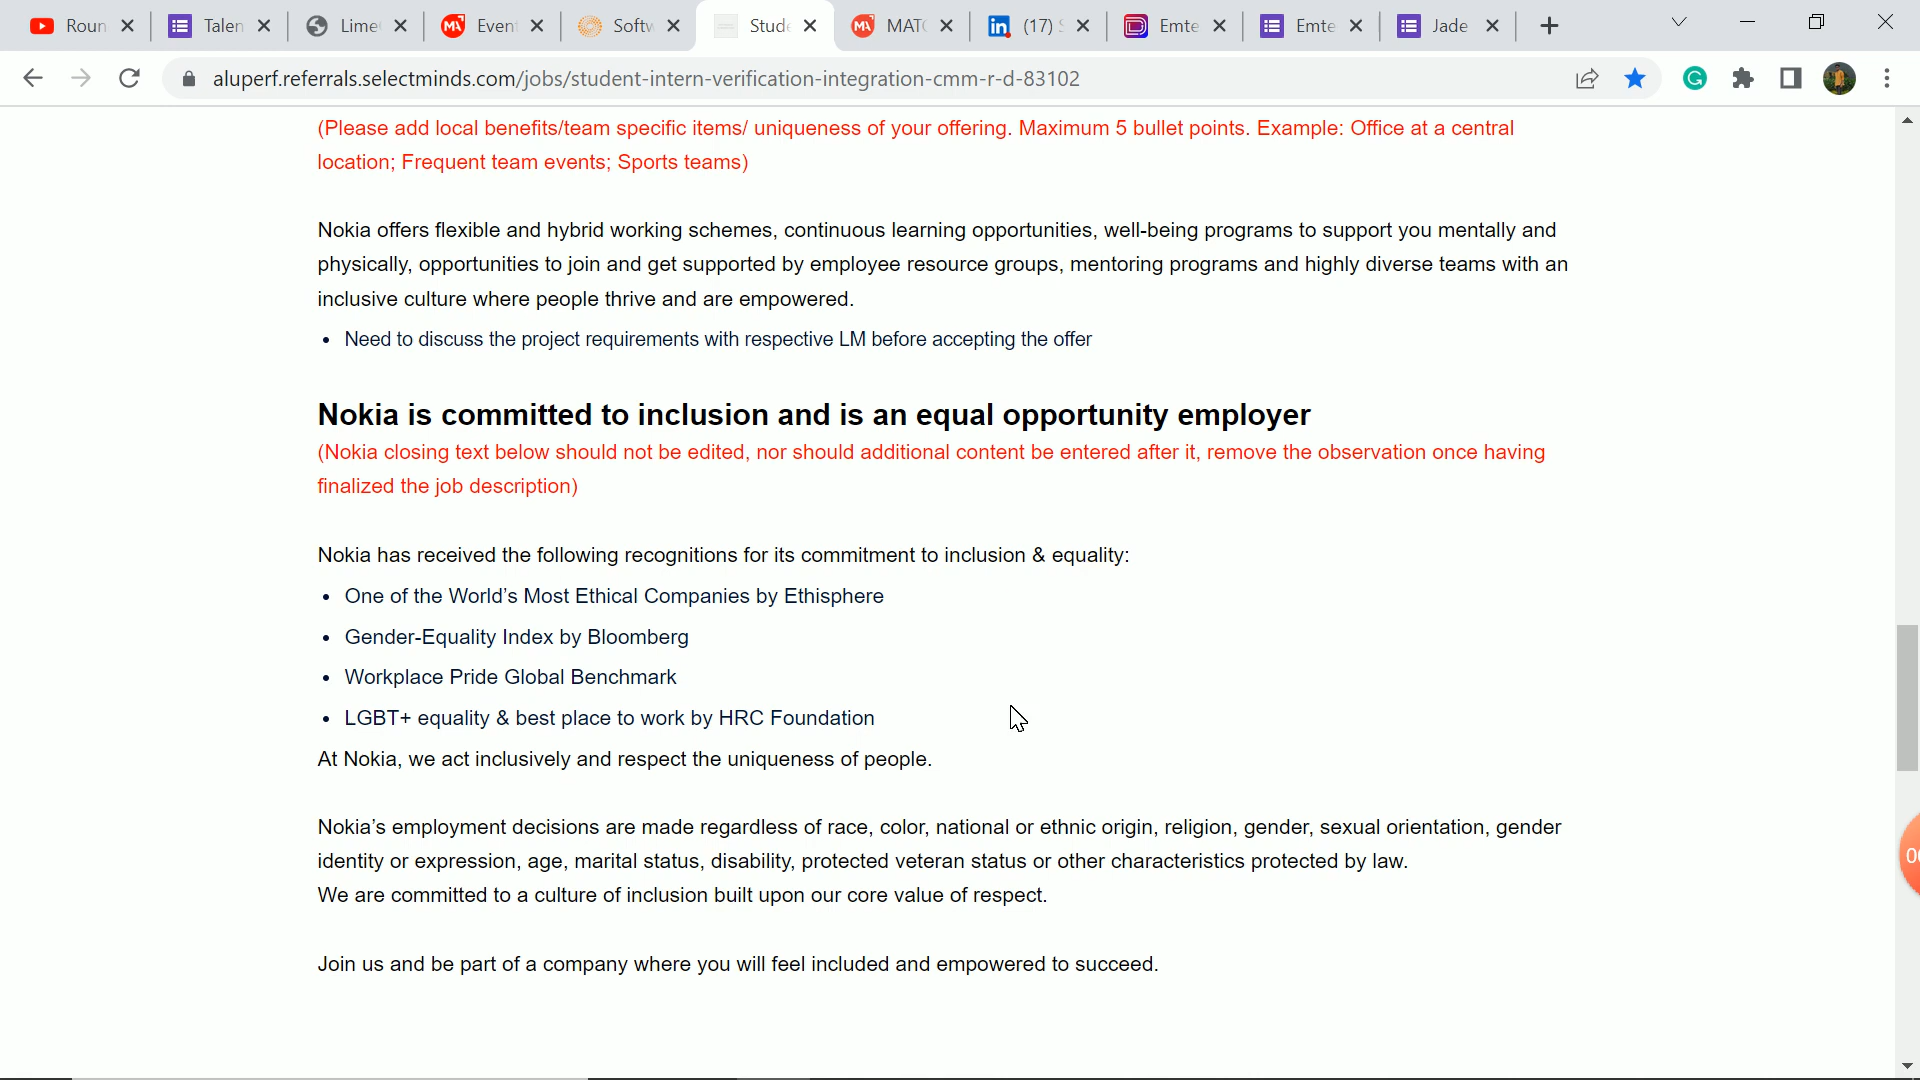 Roun
Talen
Lime
Even
Softw
Stude
MATC
(17) S
Emte
Emte
Jade
aluperf.referrals.selectminds.com/jobs/student-intern-verification-integration-cmm-r-d-83102
(Please add local benefits/team specific items/ uniqueness of your offering. Maximum 5 bullet points. Example: Office at a central
location; Frequent team events; Sports teams)
Nokia offers flexible and hybrid working schemes, continuous learning opportunities, well-being programs to support you mentally and
physically, opportunities to join and get supported by employee resource groups, mentoring programs and highly diverse teams with an
inclusive culture where people thrive and are empowered.
• Need to discuss the project requirements with respective LM before accepting the offer
Nokia is committed to inclusion and is an equal opportunity employer
(Nokia closing text below should not be edited, nor should additional content be entered after it, remove the observation once having
finalized the job description)
Nokia has received the following recognitions for its commitment to inclusion & equality:
• One of the World’s Most Ethical Companies by Ethisphere
• Gender-Equality Index by Bloomberg
• Workplace Pride Global Benchmark
• LGBT+ equality & best place to work by HRC Foundation
At Nokia, we act inclusively and respect the uniqueness of people.
Nokia’s employment decisions are made regardless of race, color, national or ethnic origin, religion, gender, sexual orientation, gender
identity or expression, age, marital status, disability, protected veteran status or other characteristics protected by law.
We are committed to a culture of inclusion built upon our core value of respect.
Join us and be part of a company where you will feel included and empowered to succeed.